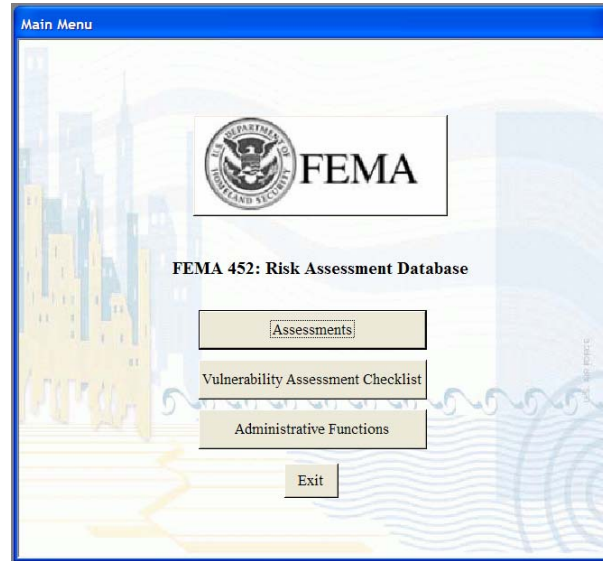 Main Menu
U.S. DEPARTMENT OF
HOMELAND SECURITY
FEMA
FEMA 452: Risk Assessment Database
Assessments
Vulnerability Assessment Checklist
Administrative Functions
Exit